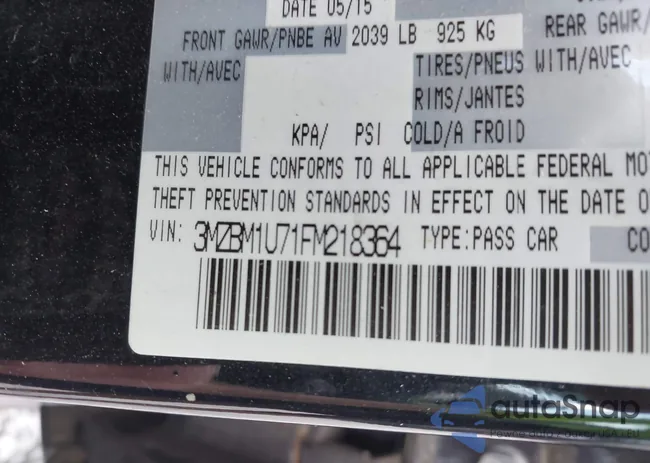 DATE 05/15
FRONT GAWR/PNBE AV 2039 LB 925 KG REAR GAWR/
WITH/AVEC TIRES/PNEUS WITH/AVEC
RIMS/JANTES
KPA/ PSI COLD/A FROID
THIS VEHICLE CONFORMS TO ALL APPLICABLE FEDERAL MOT
THEFT PREVENTION STANDARDS IN EFFECT ON THE DATE O
VIN: 3MZBM1U71FM218364 TYPE:PASS CAR CO
autoSnap